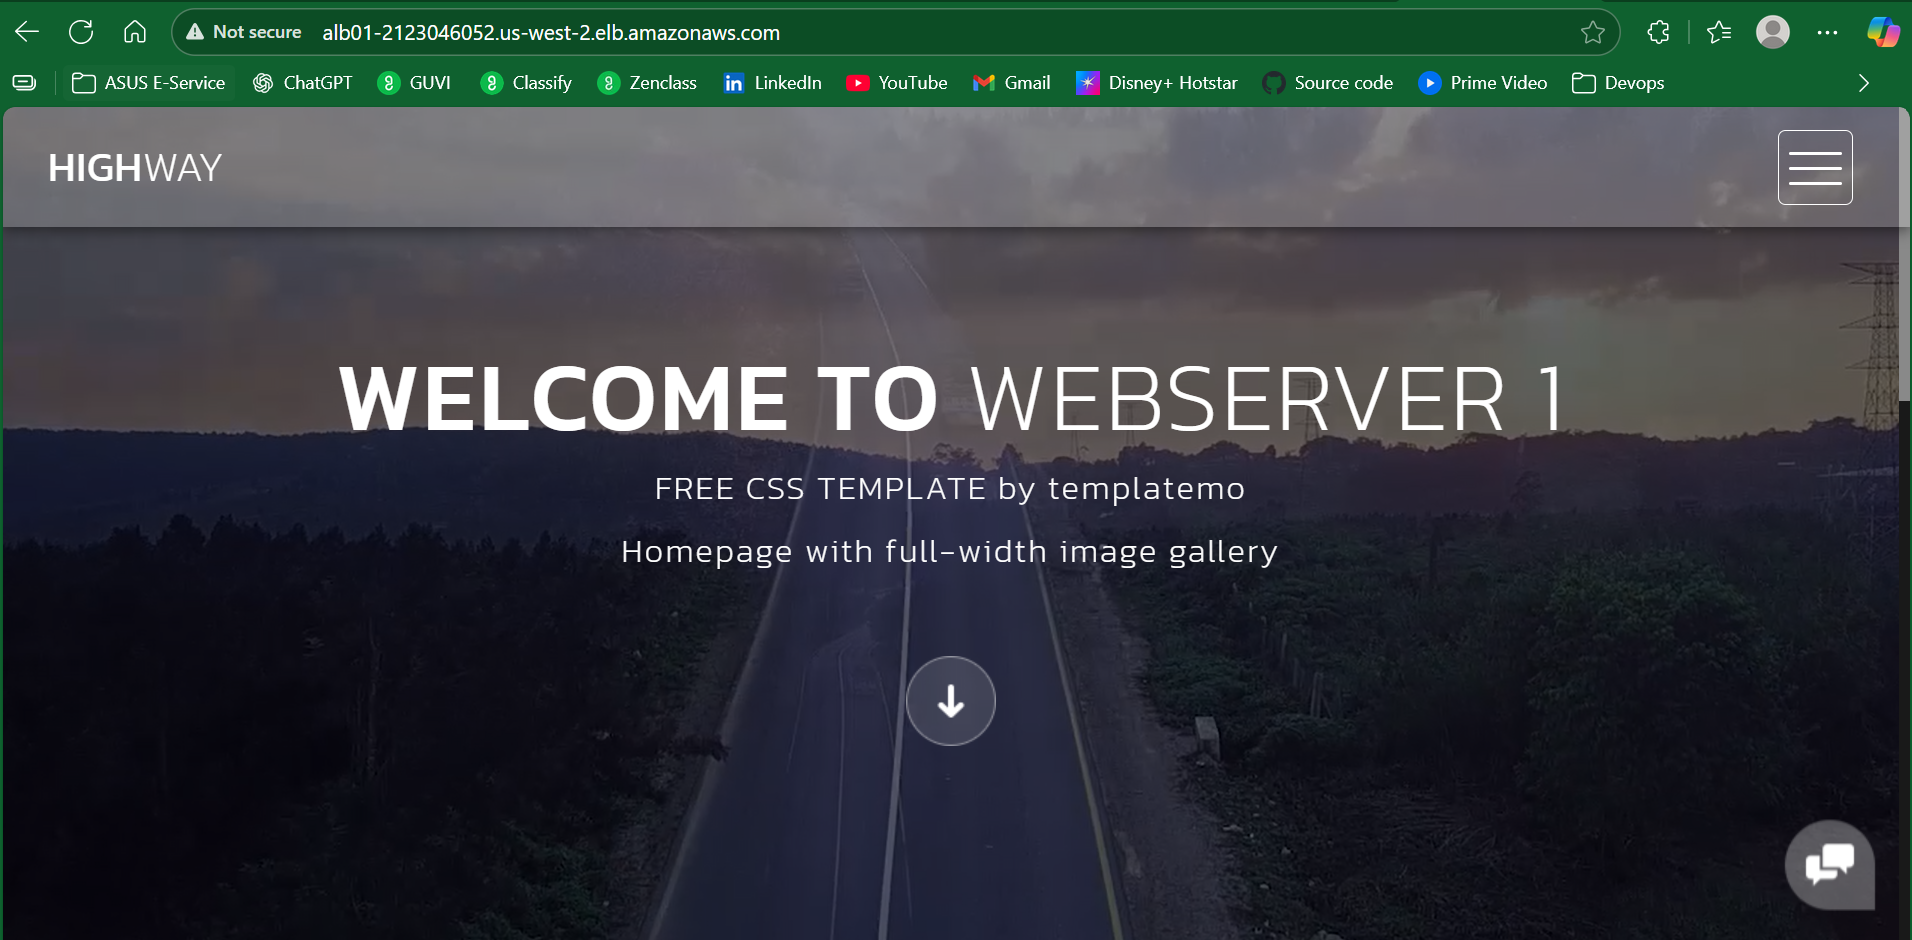 Not secure alb01-2123046052.us-west-2.elb.amazonaws.com
ASUS E-Service ChatGPT GUVI Classify Zenclass LinkedIn YouTube Gmail Disney+ Hotstar Source code Prime Video Devops
HIGHWAY
WELCOME TO WEBSERVER 1
FREE CSS TEMPLATE by templatemo
Homepage with full-width image gallery